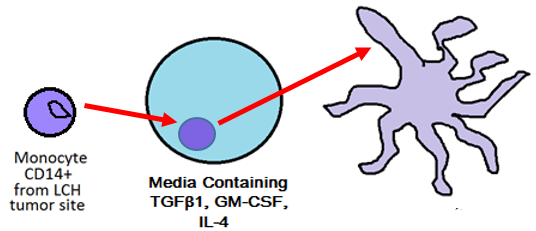 Monocyte
CD14+
from LCH
tumor site
Media Containing
TGFβ1, GM-CSF,
IL-4